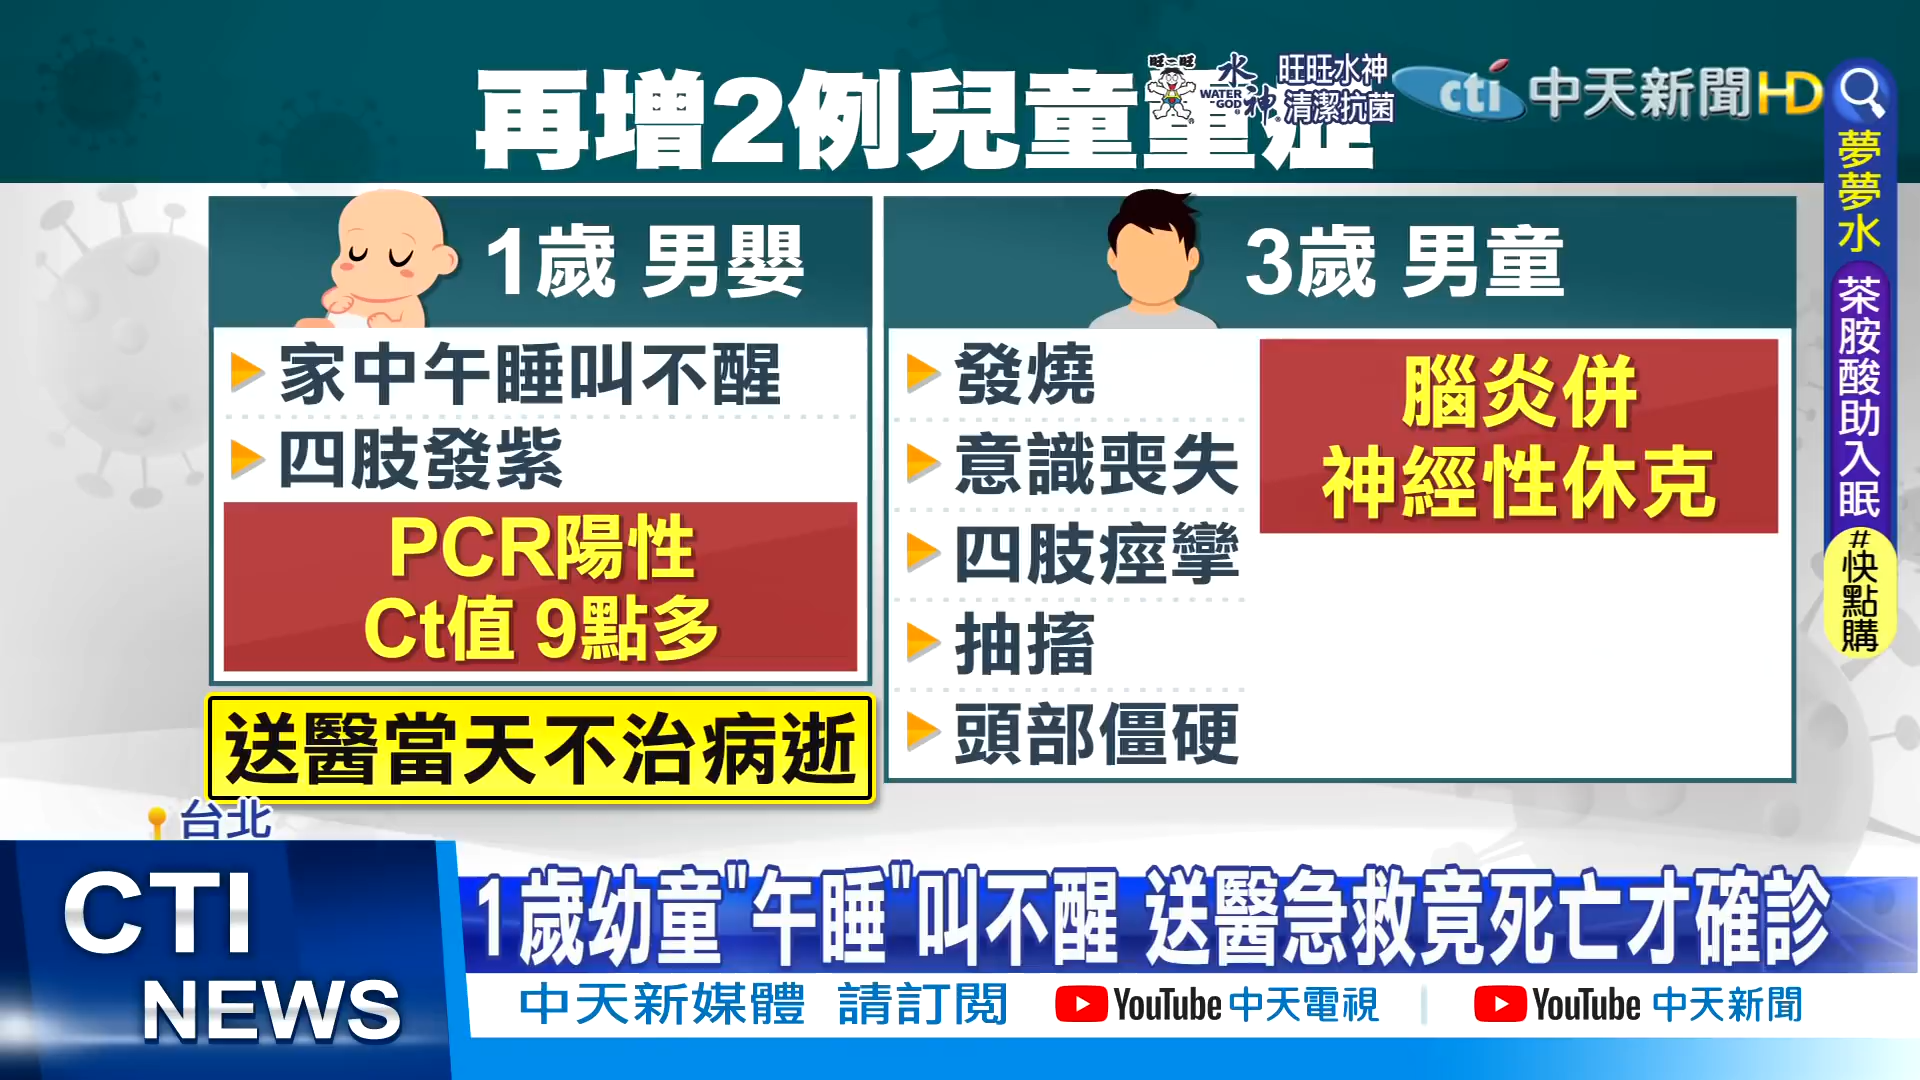 再增2例兒童重症
旺二旺
水神
WATER GOD
旺旺水神
清潔抗菌
cti 中天新聞HD
夢夢水
茶胺酸助入眠
#快點購
1歲 男嬰
家中午睡叫不醒
四肢發紫
PCR陽性
Ct值 9點多
送醫當天不治病逝
3歲 男童
發燒
意識喪失
四肢痙攣
抽搐
頭部僵硬
腦炎併
神經性休克
台北
CTI
NEWS
1歲幼童"午睡"叫不醒 送醫急救竟死亡才確診
中天新媒體 請訂閱 YouTube 中天電視 | YouTube 中天新聞